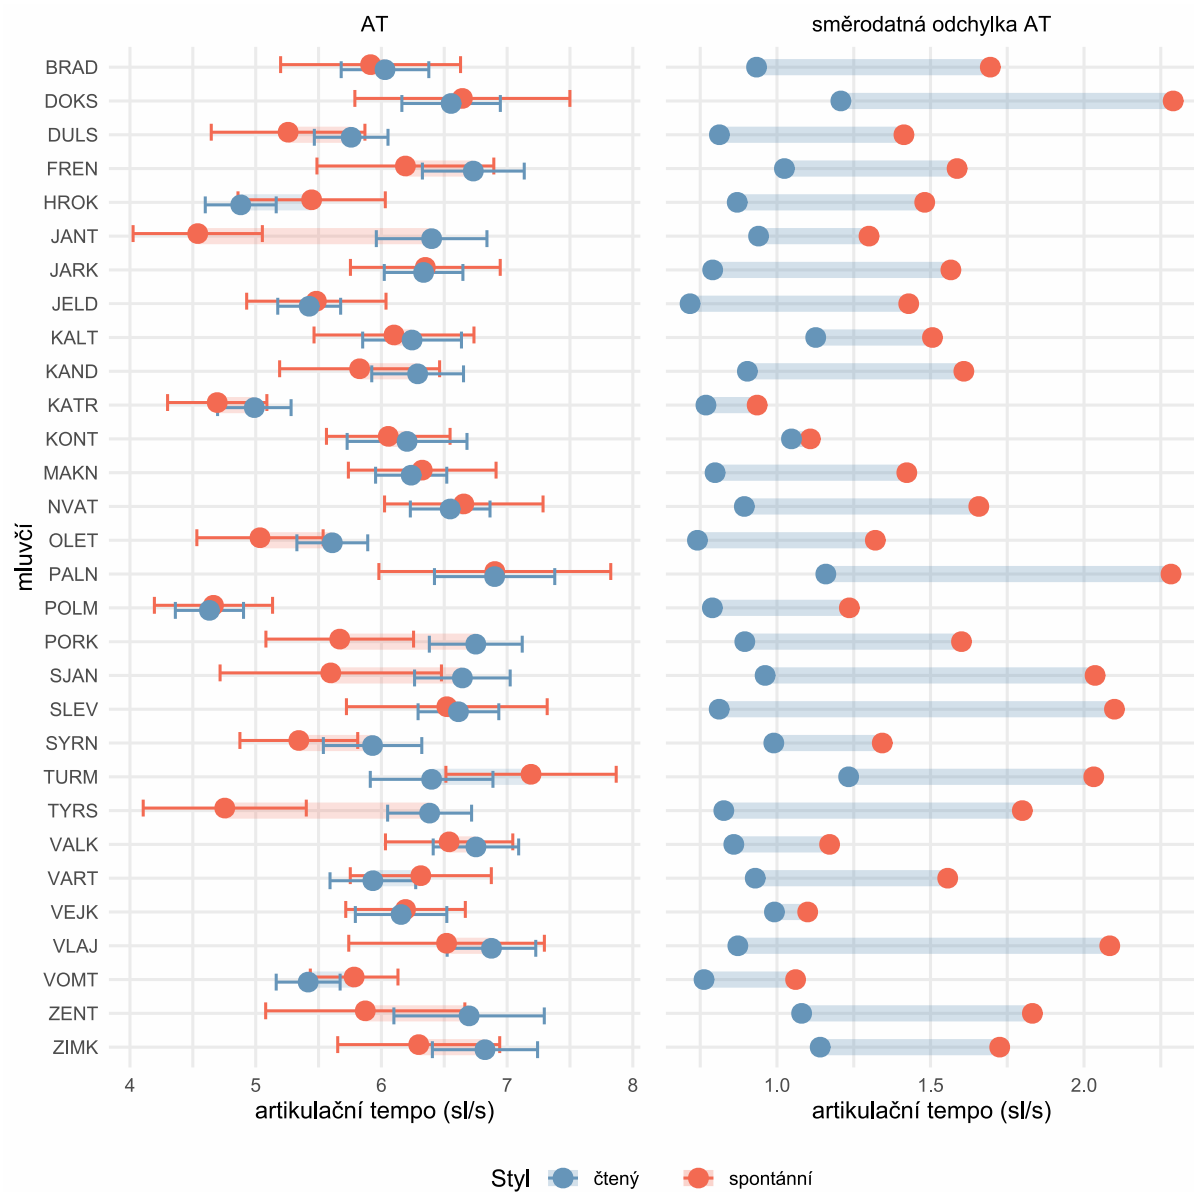 AT
směrodatná odchylka AT
mluvčí
BRAD
DOKS
DULS
FREN
HROK
JANT
JARK
JELD
KALT
KAND
KATR
KONT
MAKN
NVAT
OLET
PALN
POLM
PORK
SJAN
SLEV
SYRN
TURM
TYRS
VALK
VART
VEJK
VLAJ
VOMT
ZENT
ZIMK
4 5 6 7 8
1.0 1.5 2.0
artikulační tempo (sl/s)
artikulační tempo (sl/s)
Styl čtený spontánní